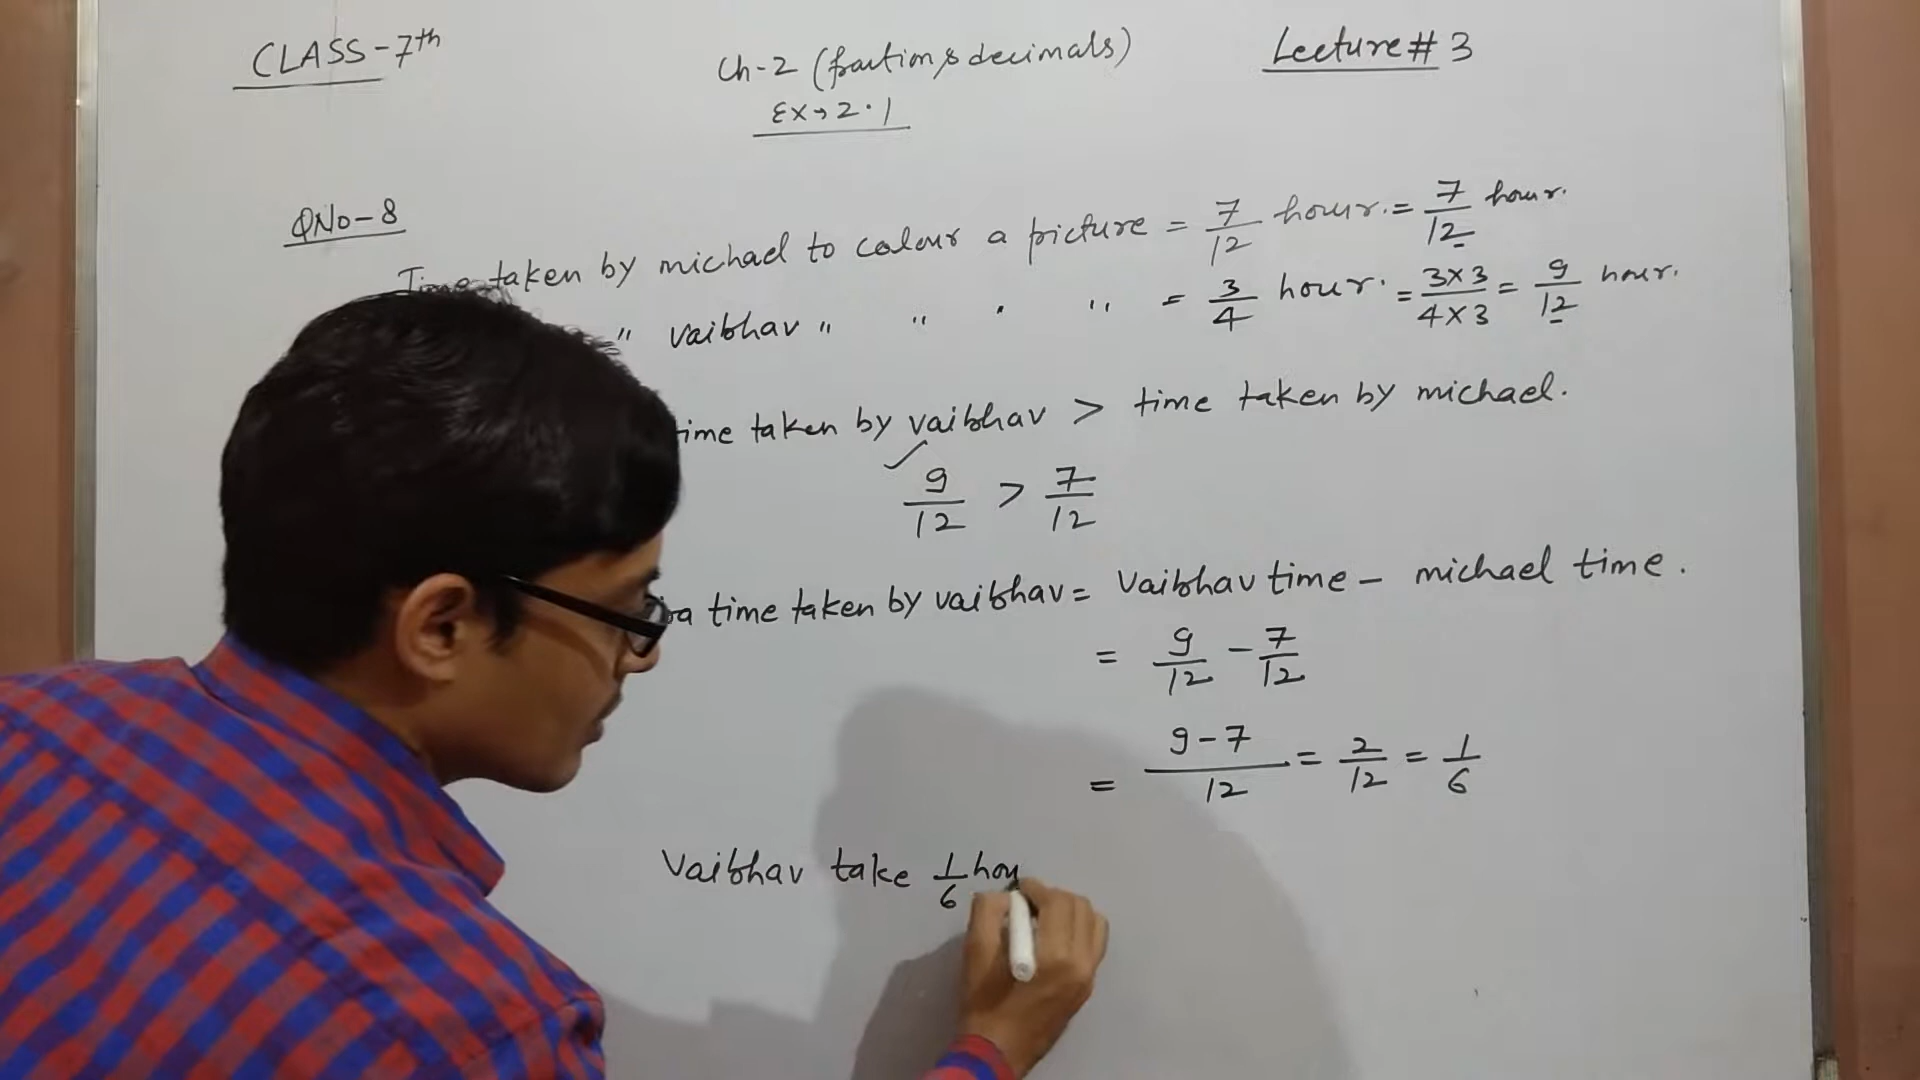 CLASS-7th
Ch-2 (fraction & decimals)
Lecture # 3
Ex→2.1
QNo-8
Time taken by michael to colour a picture = 7/12 hour. = 7/12 hour.
" vaibhav " " " " = 3/4 hour. = 3×3/4×3 = 9/12 hour.
time taken by vaibhav > time taken by michael.
9/12 > 7/12
time taken by vaibhav = Vaibhav time - michael time.
= 9/12 - 7/12
= 9-7/12 = 2/12 = 1/6
Vaibhav take 1/6 hou